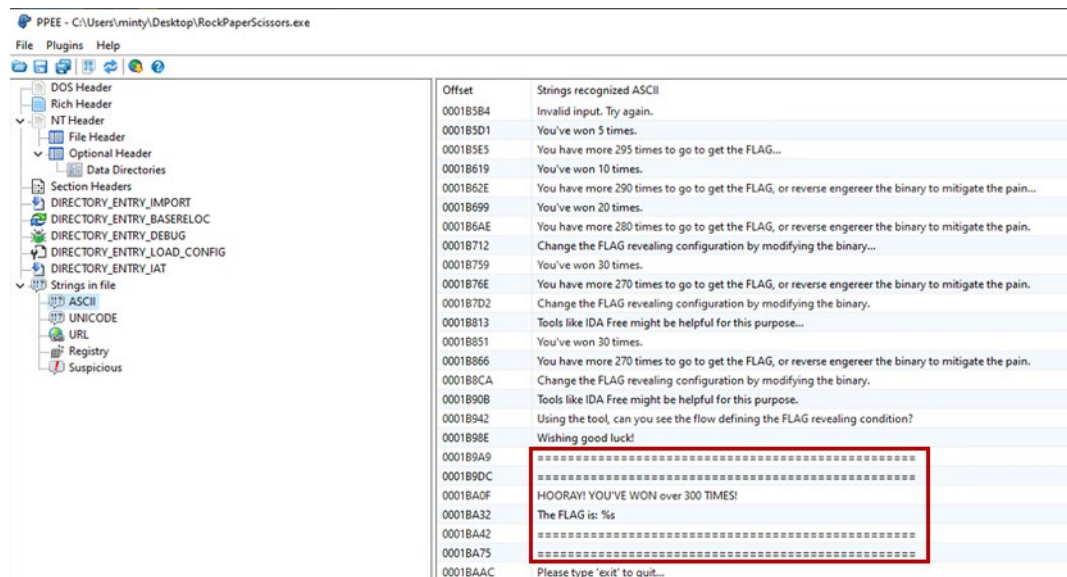 PPEE - C:\Users\minty\Desktop\RockPaperScissors.exe
File Plugins Help
DOS Header
Rich Header
NT Header
File Header
Optional Header
Data Directories
Section Headers
DIRECTORY_ENTRY_IMPORT
DIRECTORY_ENTRY_BASERELOC
DIRECTORY_ENTRY_DEBUG
DIRECTORY_ENTRY_LOAD_CONFIG
DIRECTORY_ENTRY_IAT
Strings in file
ASCII
UNICODE
URL
Registry
Suspicious
Offset Strings recognized ASCII
0001B5B4 Invalid input. Try again.
0001B5D1 You've won 5 times.
0001B5E5 You have more 295 times to go to get the FLAG...
0001B619 You've won 10 times.
0001B62E You have more 290 times to go to get the FLAG, or reverse engereer the binary to mitigate the pain...
0001B699 You've won 20 times.
0001B6AE You have more 280 times to go to get the FLAG, or reverse engereer the binary to mitigate the pain.
0001B712 Change the FLAG revealing configuration by modifying the binary...
0001B759 You've won 30 times.
0001B76E You have more 270 times to go to get the FLAG, or reverse engereer the binary to mitigate the pain.
0001B7D2 Change the FLAG revealing configuration by modifying the binary.
0001B813 Tools like IDA Free might be helpful for this purpose...
0001B851 You've won 30 times.
0001B866 You have more 270 times to go to get the FLAG, or reverse engereer the binary to mitigate the pain.
0001B8CA Change the FLAG revealing configuration by modifying the binary.
0001B90B Tools like IDA Free might be helpful for this purpose.
0001B942 Using the tool, can you see the flow defining the FLAG revealing condition?
0001B98E Wishing good luck!
0001B9A9 ==================================================
0001B9DC ==================================================
0001BA0F HOORAY! YOU'VE WON over 300 TIMES!
0001BA32 The FLAG is: %s
0001BA42 ==================================================
0001BA75 ==================================================
0001BAAC Please type 'exit' to quit...